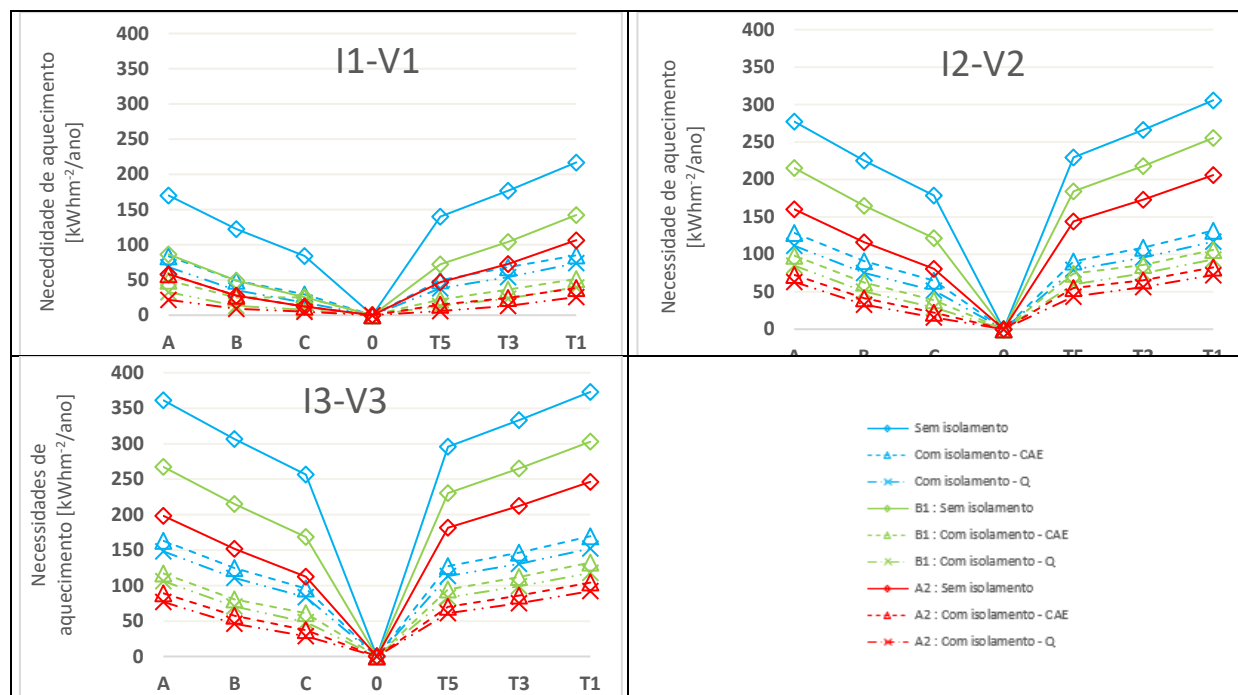 I1-V1
Neceddidade de aquecimento
[kWhm-2/ano]
400
350
300
250
200
150
100
50
0
A B C 0 T5 T3 T1
I2-V2
Necessidade de aquecimento
[kWhm-2/ano]
400
350
300
250
200
150
100
50
0
A B C 0 T5 T3 T1
I3-V3
Necessidades de
aquecimento [kWhm-2/ano]
400
350
300
250
200
150
100
50
0
A B C 0 T5 T3 T1
Sem isolamento
Com isolamento - CAE
Com isolamento - Q
B1 : Sem isolamento
B1 : Com isolamento - CAE
B1 : Com isolamento - Q
A2 : Sem isolamento
A2 : Com isolamento - CAE
A2 : Com isolamento - Q